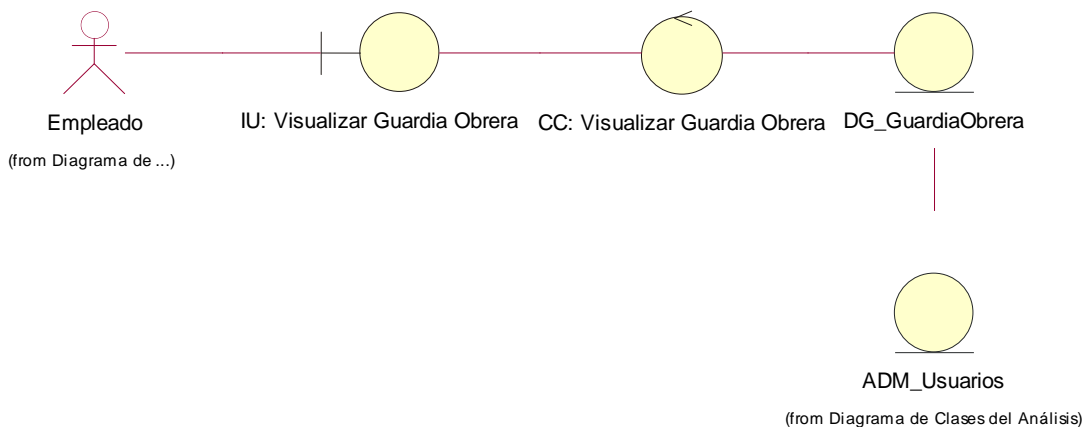 Empleado
(from Diagrama de ...)
IU: Visualizar Guardia Obrera
CC: Visualizar Guardia Obrera
DG_GuardiaObrera
ADM_Usuarios
(from Diagrama de Clases del Análisis)